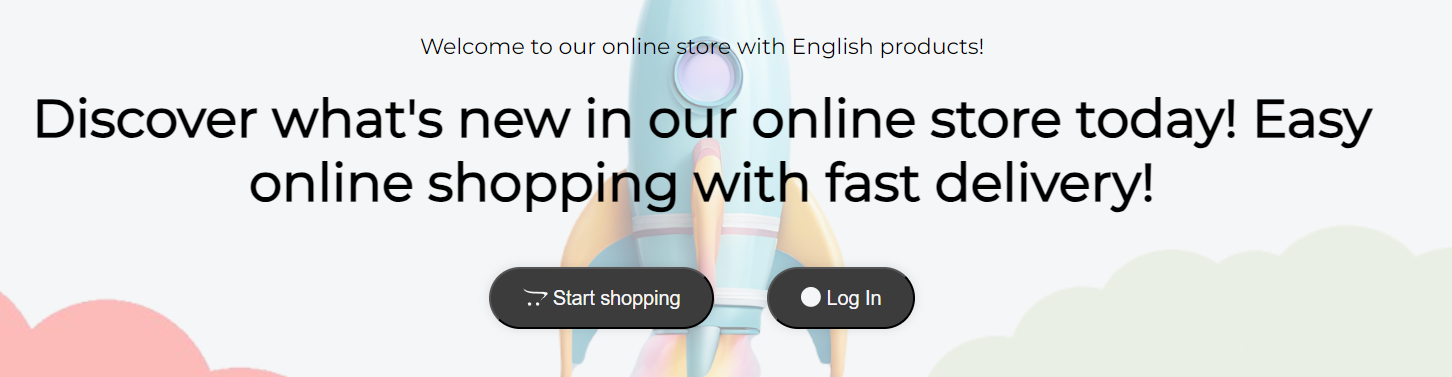 Welcome to our online store with English products!
Discover what's new in our online store today! Easy
online shopping with fast delivery!
Start shopping
Log In